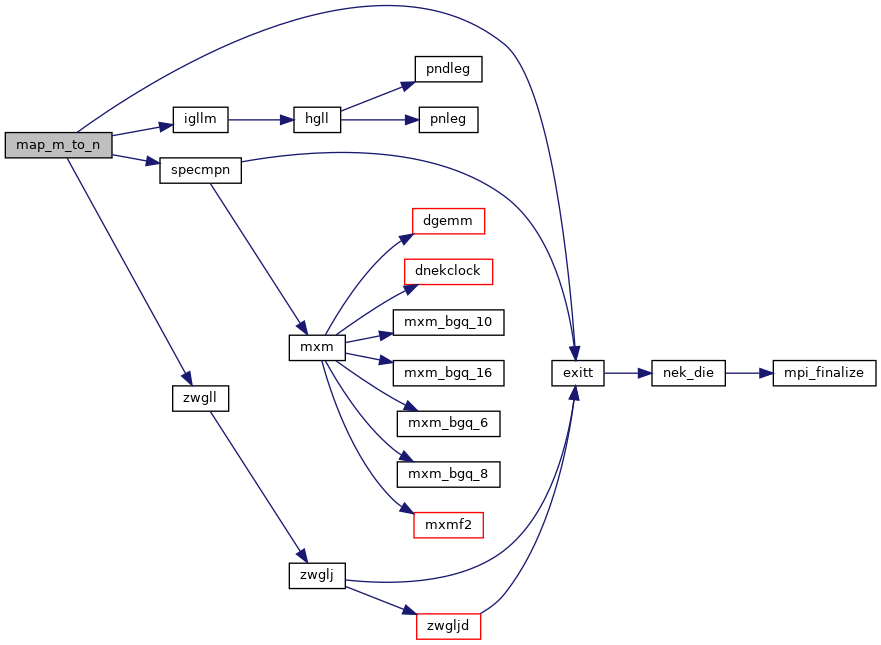 map_m_to_n
igllm
hgll
pndleg
pnleg
specmpn
mxm
dgemm
dnekclock
mxm_bgq_10
mxm_bgq_16
mxm_bgq_6
mxm_bgq_8
mxmf2
exitt
nek_die
mpi_finalize
zwgll
zwglj
zwgljd